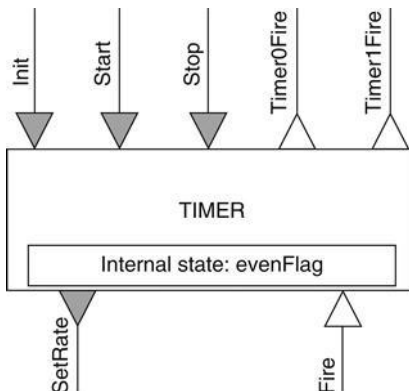 Init
Start
Stop
Timer0Fire
Timer1Fire
TIMER
Internal state: evenFlag
SetRate
Fire